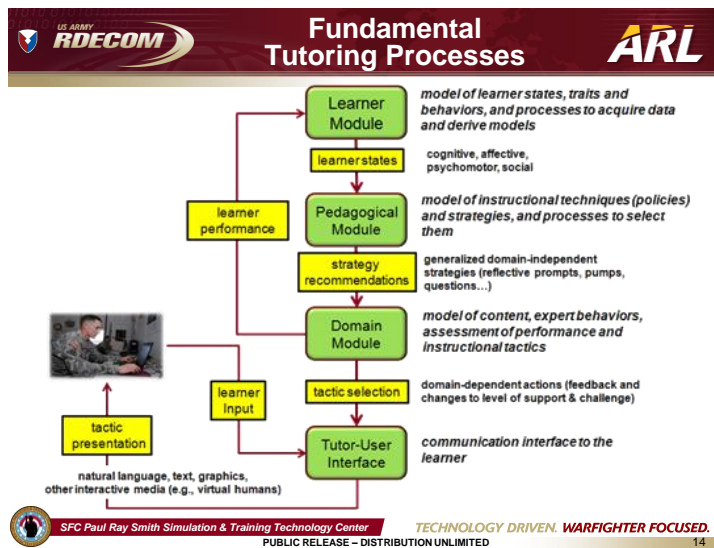 US ARMY
RDECOM
Fundamental
Tutoring Processes
ARL
Learner
Module
model of learner states, traits and
behaviors, and processes to acquire data
and derive models
learner states
cognitive, affective,
psychomotor, social
learner
performance
Pedagogical
Module
model of instructional techniques (policies)
and strategies, and processes to select
them
strategy
recommendations
generalized domain-independent
strategies (reflective prompts, pumps,
questions...)
Domain
Module
model of content, expert behaviors,
assessment of performance and
instructional tactics
learner
Input
tactic selection
domain-dependent actions (feedback and
changes to level of support & challenge)
tactic
presentation
Tutor-User
Interface
communication interface to the
learner
natural language, text, graphics,
other interactive media (e.g., virtual humans)
SFC Paul Ray Smith Simulation & Training Technology Center
TECHNOLOGY DRIVEN. WARFIGHTER FOCUSED.
PUBLIC RELEASE – DISTRIBUTION UNLIMITED
14